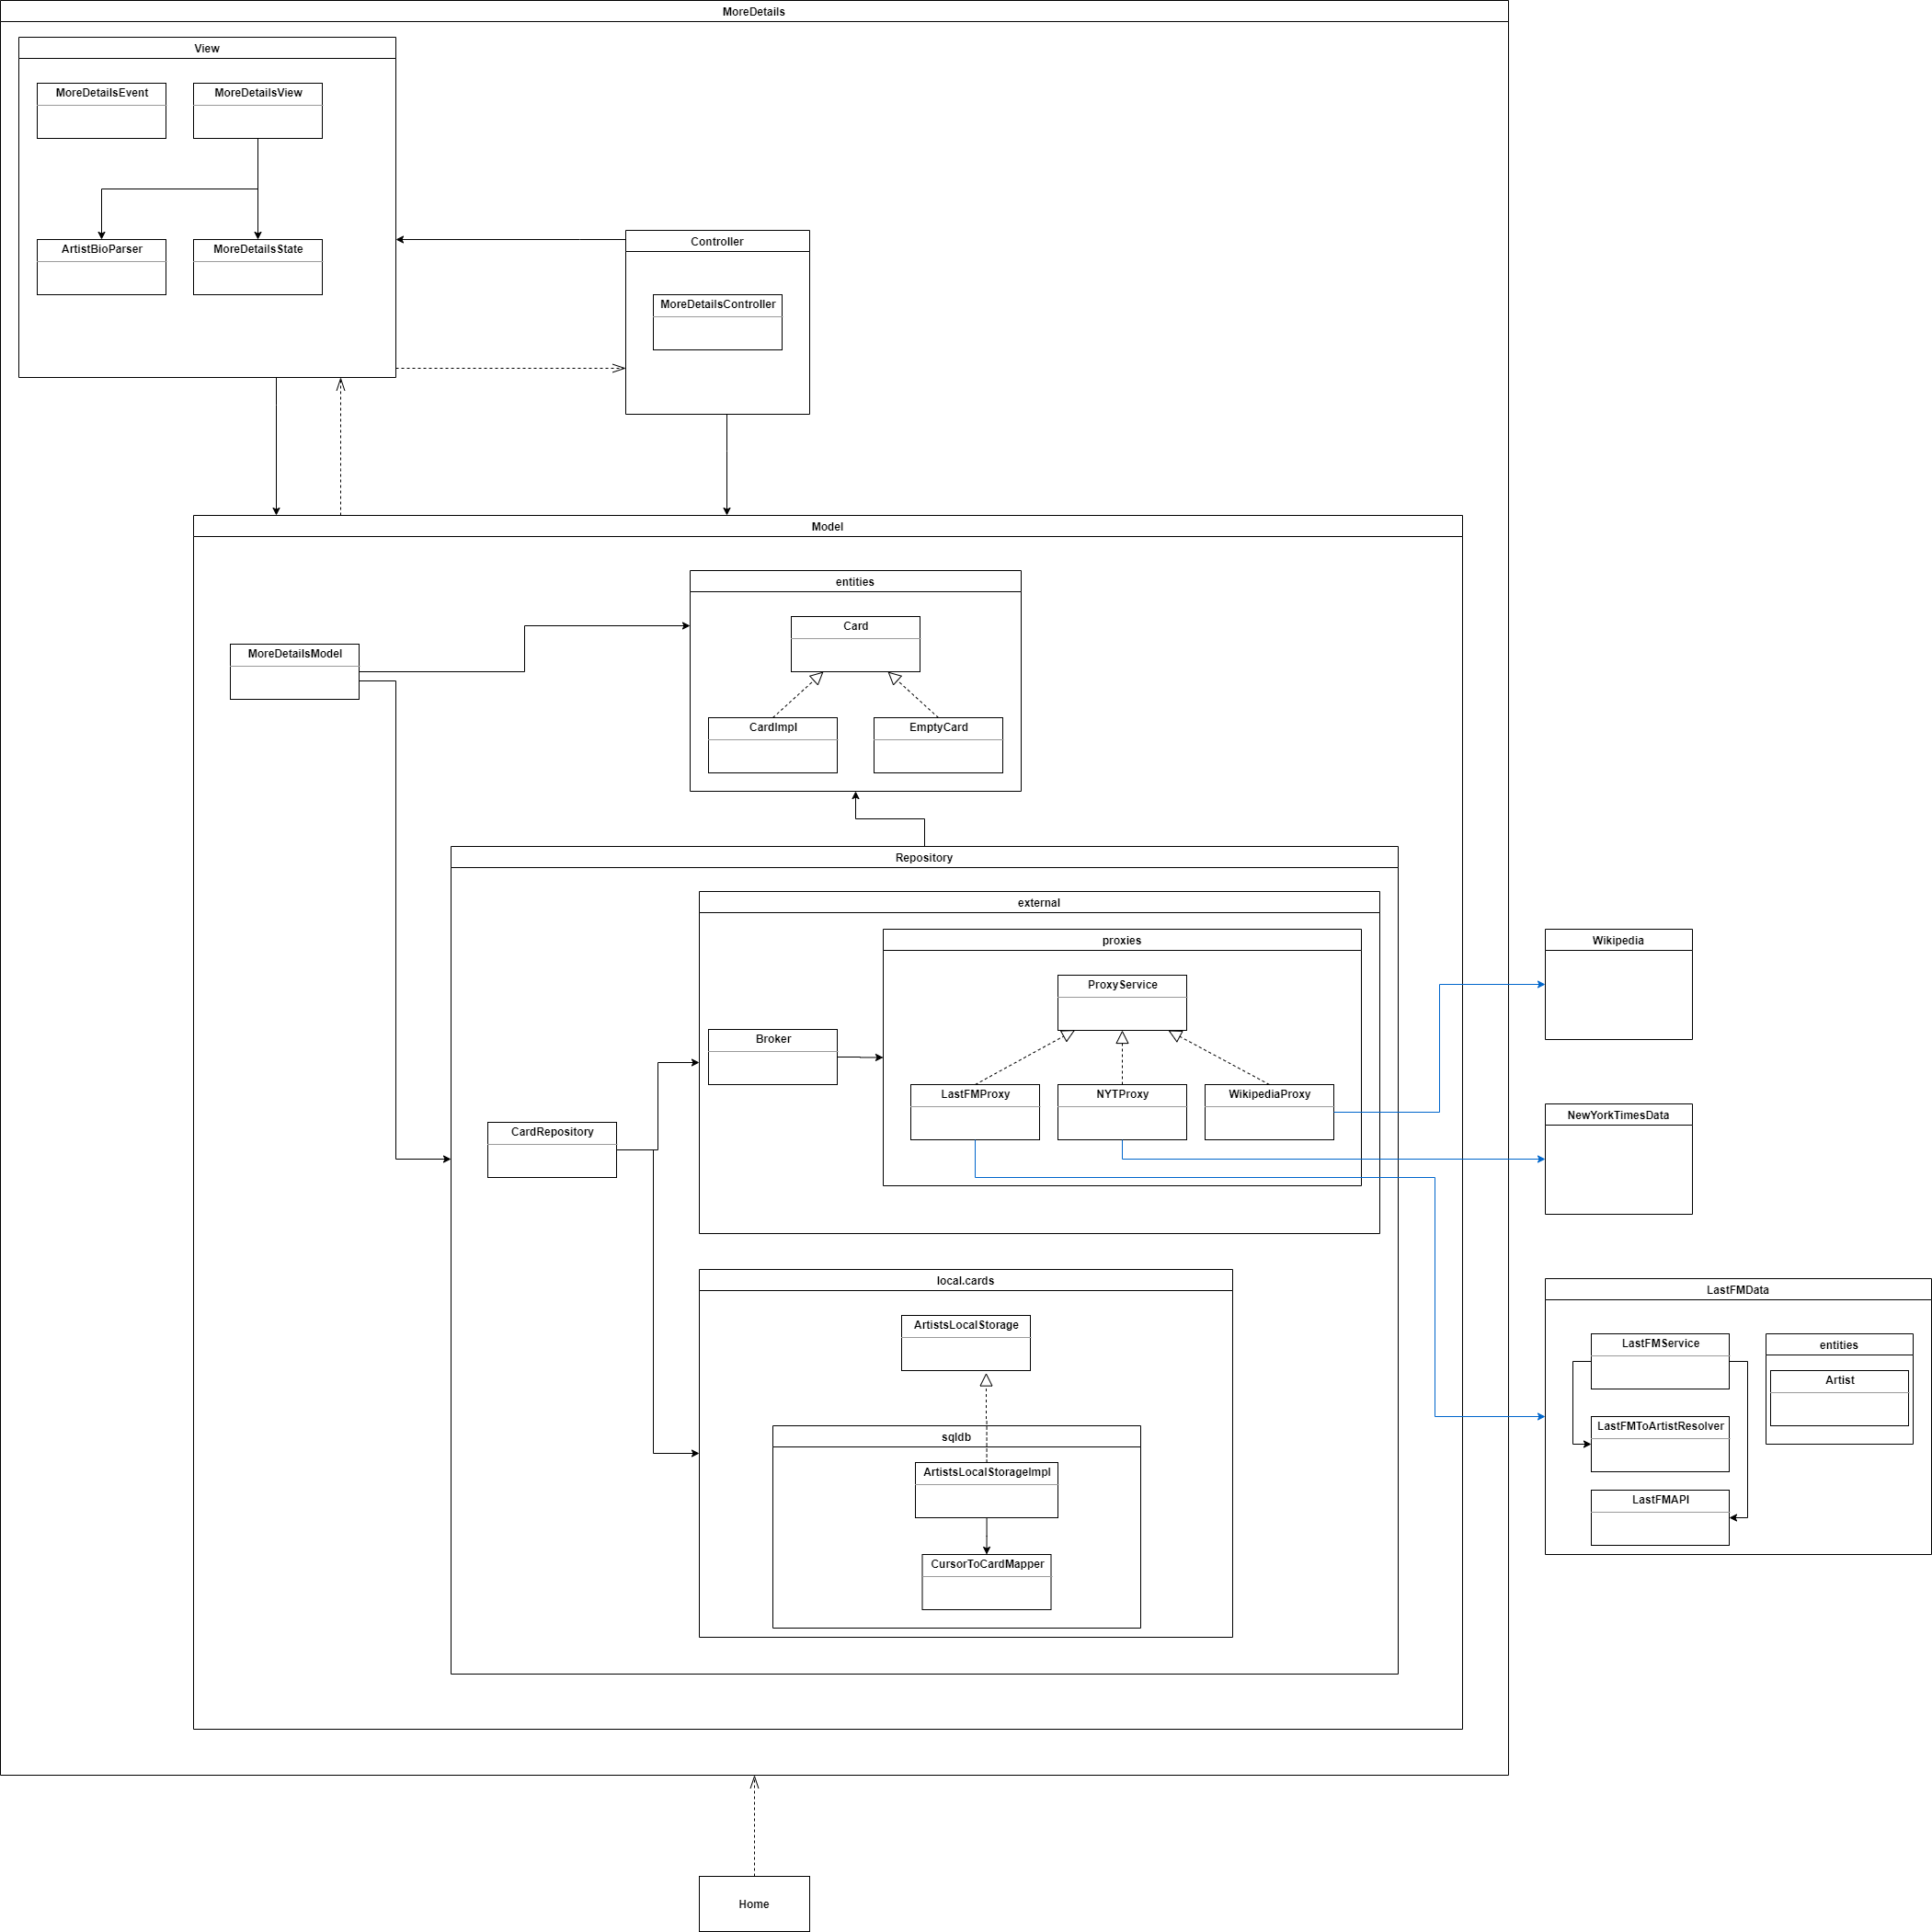 MoreDetails
View
MoreDetailsEvent
MoreDetailsView
ArtistBioParser
MoreDetailsState
Controller
MoreDetailsController
Model
entities
Card
MoreDetailsModel
CardImpl
EmptyCard
Repository
external
proxies
ProxyService
Broker
LastFMProxy
NYTProxy
WikipediaProxy
CardRepository
Wikipedia
NewYorkTimesData
local.cards
ArtistsLocalStorage
sqldb
ArtistsLocalStorageImpl
CursorToCardMapper
LastFMData
LastFMService
entities
Artist
LastFMToArtistResolver
LastFMAPI
Home